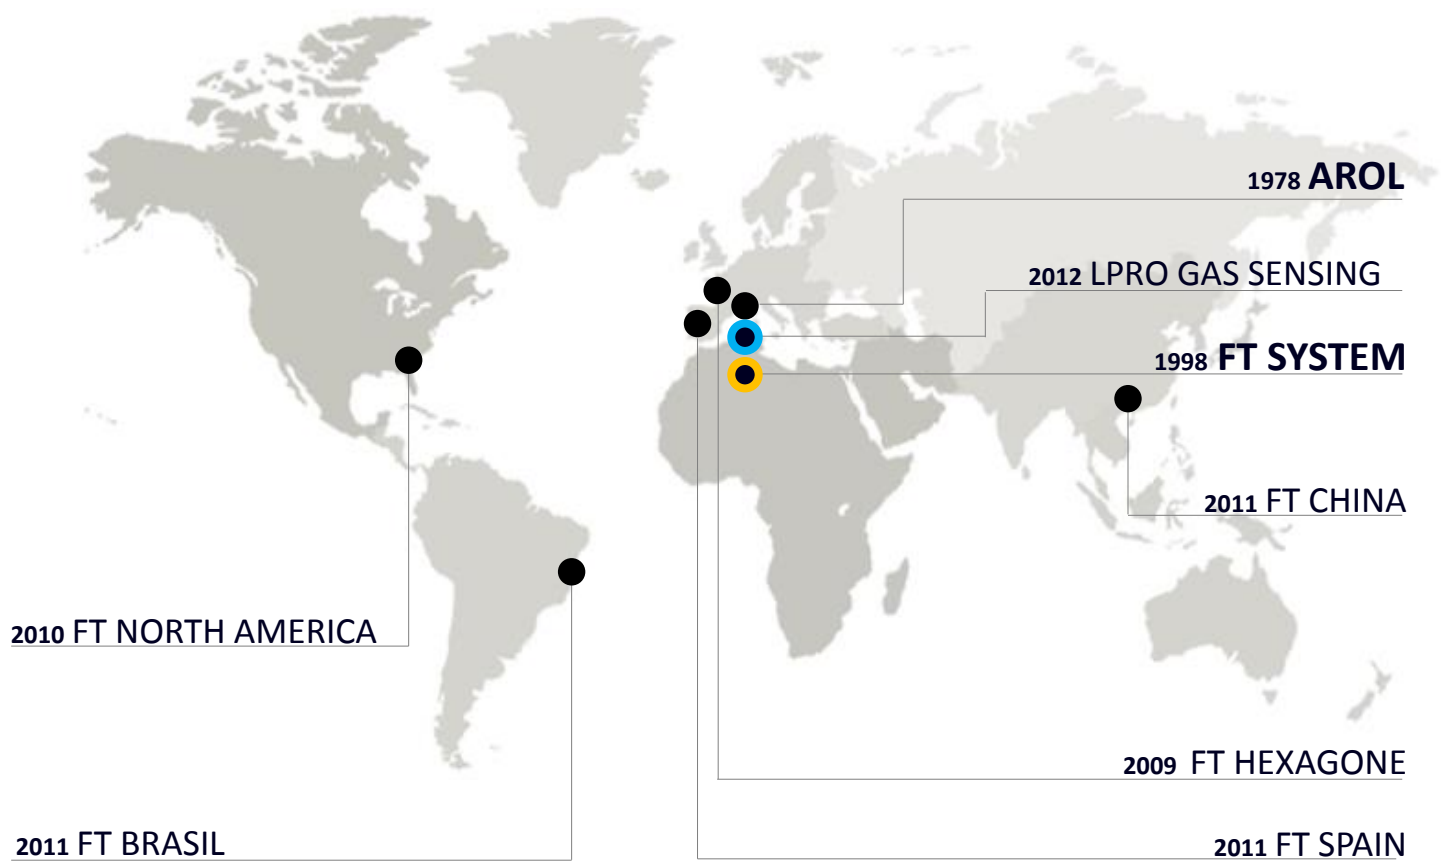 1978 AROL
2012 LPRO GAS SENSING
1998 FT SYSTEM
2011 FT CHINA
2010 FT NORTH AMERICA
2009 FT HEXAGONE
2011 FT BRASIL
2011 FT SPAIN